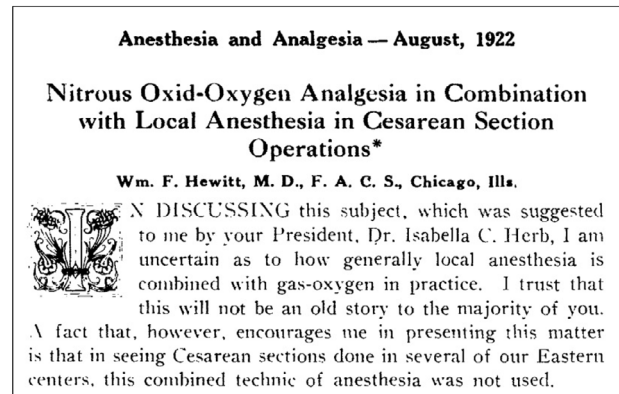 Anesthesia and Analgesia — August, 1922
Nitrous Oxid-Oxygen Analgesia in Combination
with Local Anesthesia in Cesarean Section
Operations*
Wm. F. Hewitt, M. D., F. A. C. S., Chicago, Ills.
IN DISCUSSING this subject, which was suggested
to me by your President, Dr. Isabella C. Herb, I am
uncertain as to how generally local anesthesia is
combined with gas-oxygen in practice. I trust that
this will not be an old story to the majority of you.
A fact that, however, encourages me in presenting this matter
is that in seeing Cesarean sections done in several of our Eastern
centers, this combined technic of anesthesia was not used.